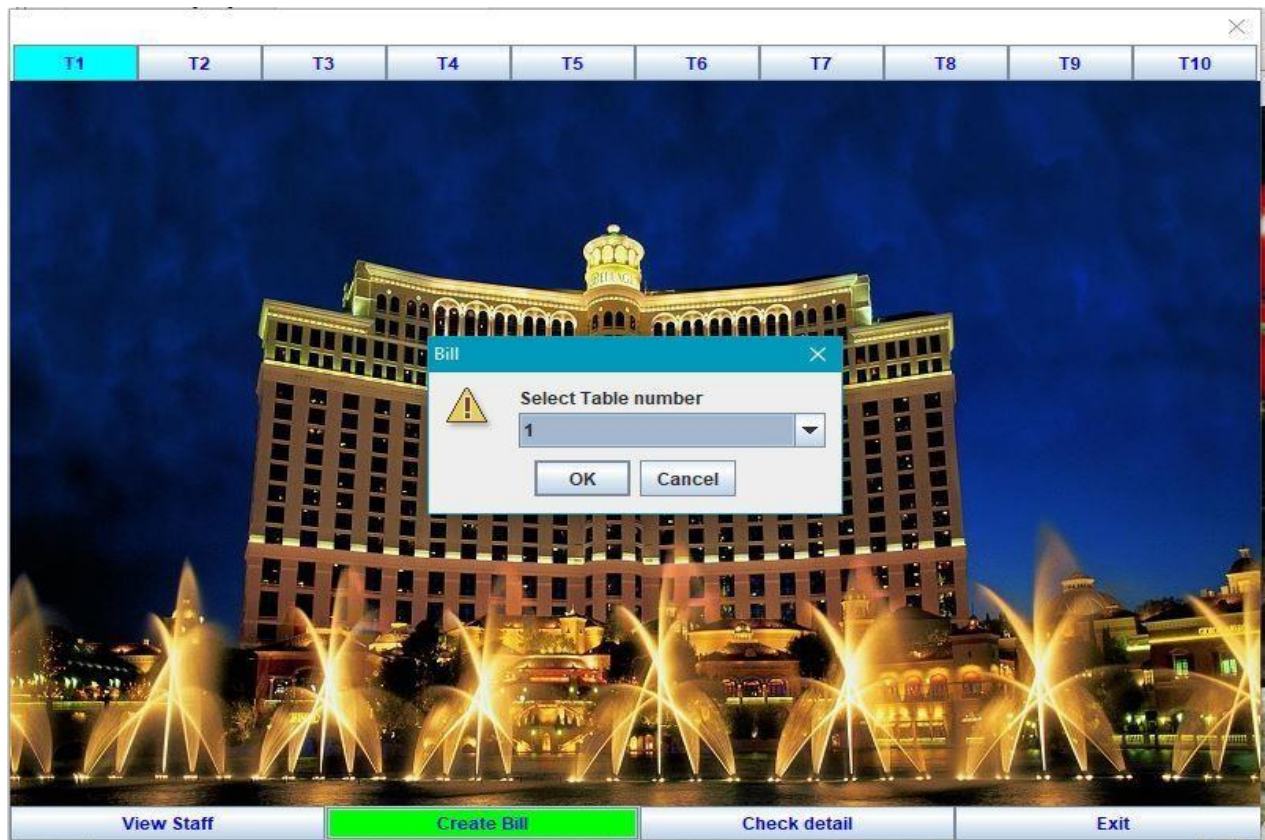 T1 T2 T3 T4 T5 T6 T7 T8 T9 T10
BELLAGIO
Bill
Select Table number
1
OK Cancel
View Staff Create Bill Check detail Exit